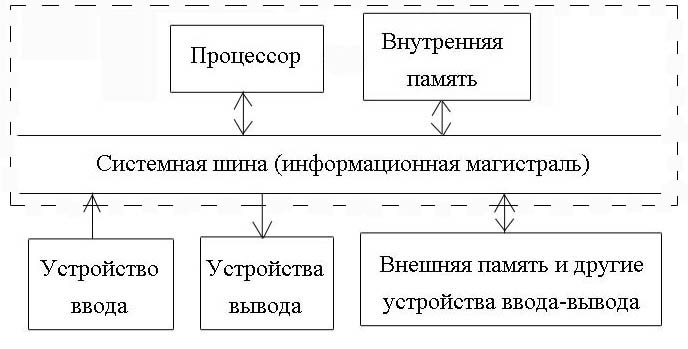 Процессор
Внутренняя
память
Системная шина (информационная магистраль)
Устройство
ввода
Устройства
вывода
Внешняя память и другие
устройства ввода-вывода